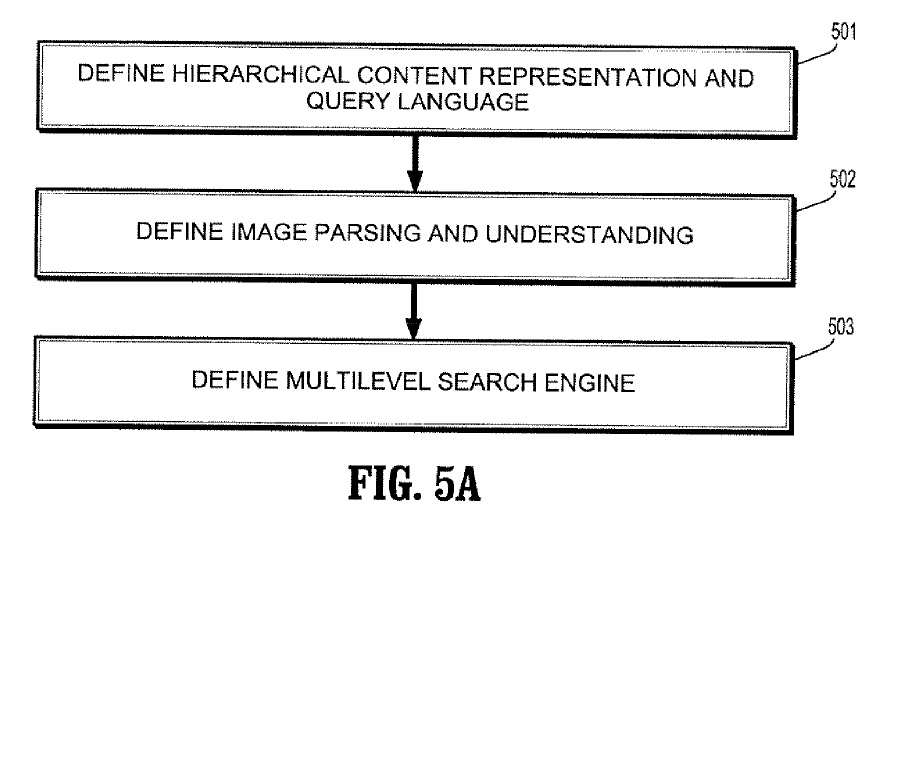 501
DEFINE HIERARCHICAL CONTENT REPRESENTATION AND
QUERY LANGUAGE
502
DEFINE IMAGE PARSING AND UNDERSTANDING
503
DEFINE MULTILEVEL SEARCH ENGINE
FIG. 5A